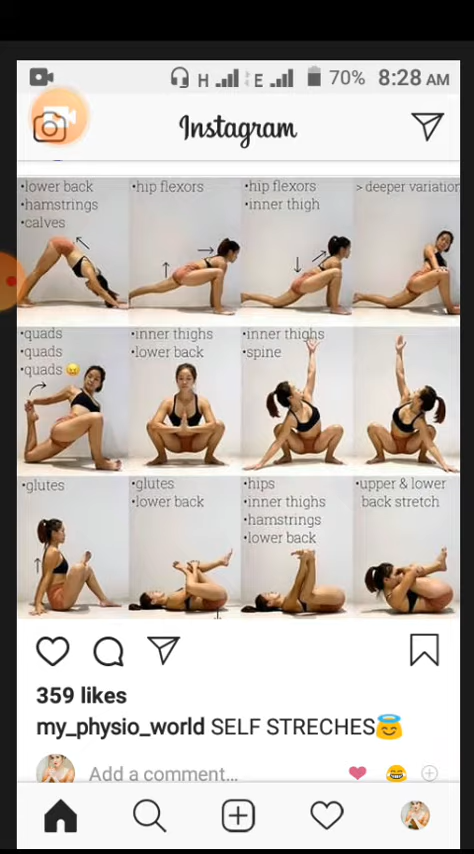 H E 70% 8:28 AM
Instagram
•lower back
•hamstrings
•calves
•hip flexors
•hip flexors
•inner thigh
> deeper variation
•quads
•quads
•quads 😛
•inner thighs
•lower back
•inner thighs
•spine
•glutes
•glutes
•lower back
•hips
•inner thighs
•hamstrings
•lower back
•upper & lower
back stretch
359 likes
my_physio_world SELF STRECHES😇
Add a comment...